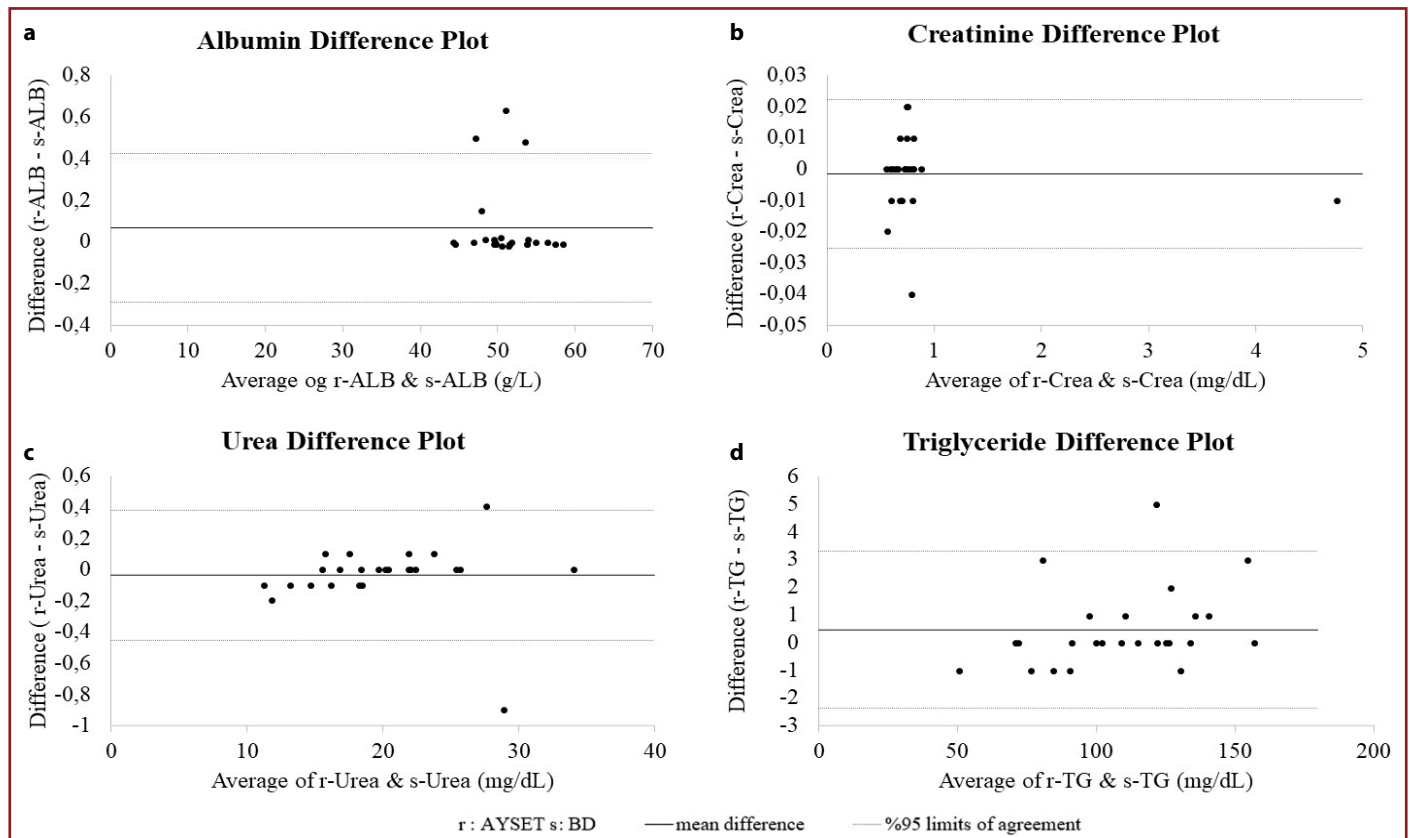 a
Albumin Difference Plot
Difference (r-ALB - s-ALB)
0,8
0,6
0,4
0,2
0
-0,2
-0,4
0 10 20 30 40 50 60 70
Average og r-ALB & s-ALB (g/L)
b
Creatinine Difference Plot
Difference (r-Crea - s-Crea)
0,03
0,02
0,01
0
-0,01
-0,02
-0,03
-0,04
-0,05
0 1 2 3 4 5
Average of r-Crea & s-Crea (mg/dL)
c
Urea Difference Plot
Difference ( r-Urea - s-Urea)
0,6
0,4
0,2
0
-0,2
-0,4
-0,6
-0,8
-1
0 10 20 30 40
Average of r-Urea & s-Urea (mg/dL)
d
Triglyceride Difference Plot
Difference (r-TG - s-TG)
6
5
4
3
2
1
0
-1
-2
-3
0 50 100 150 200
Average of r-TG & s-TG (mg/dL)
r : AYSET s: BD mean difference %95 limits of agreement